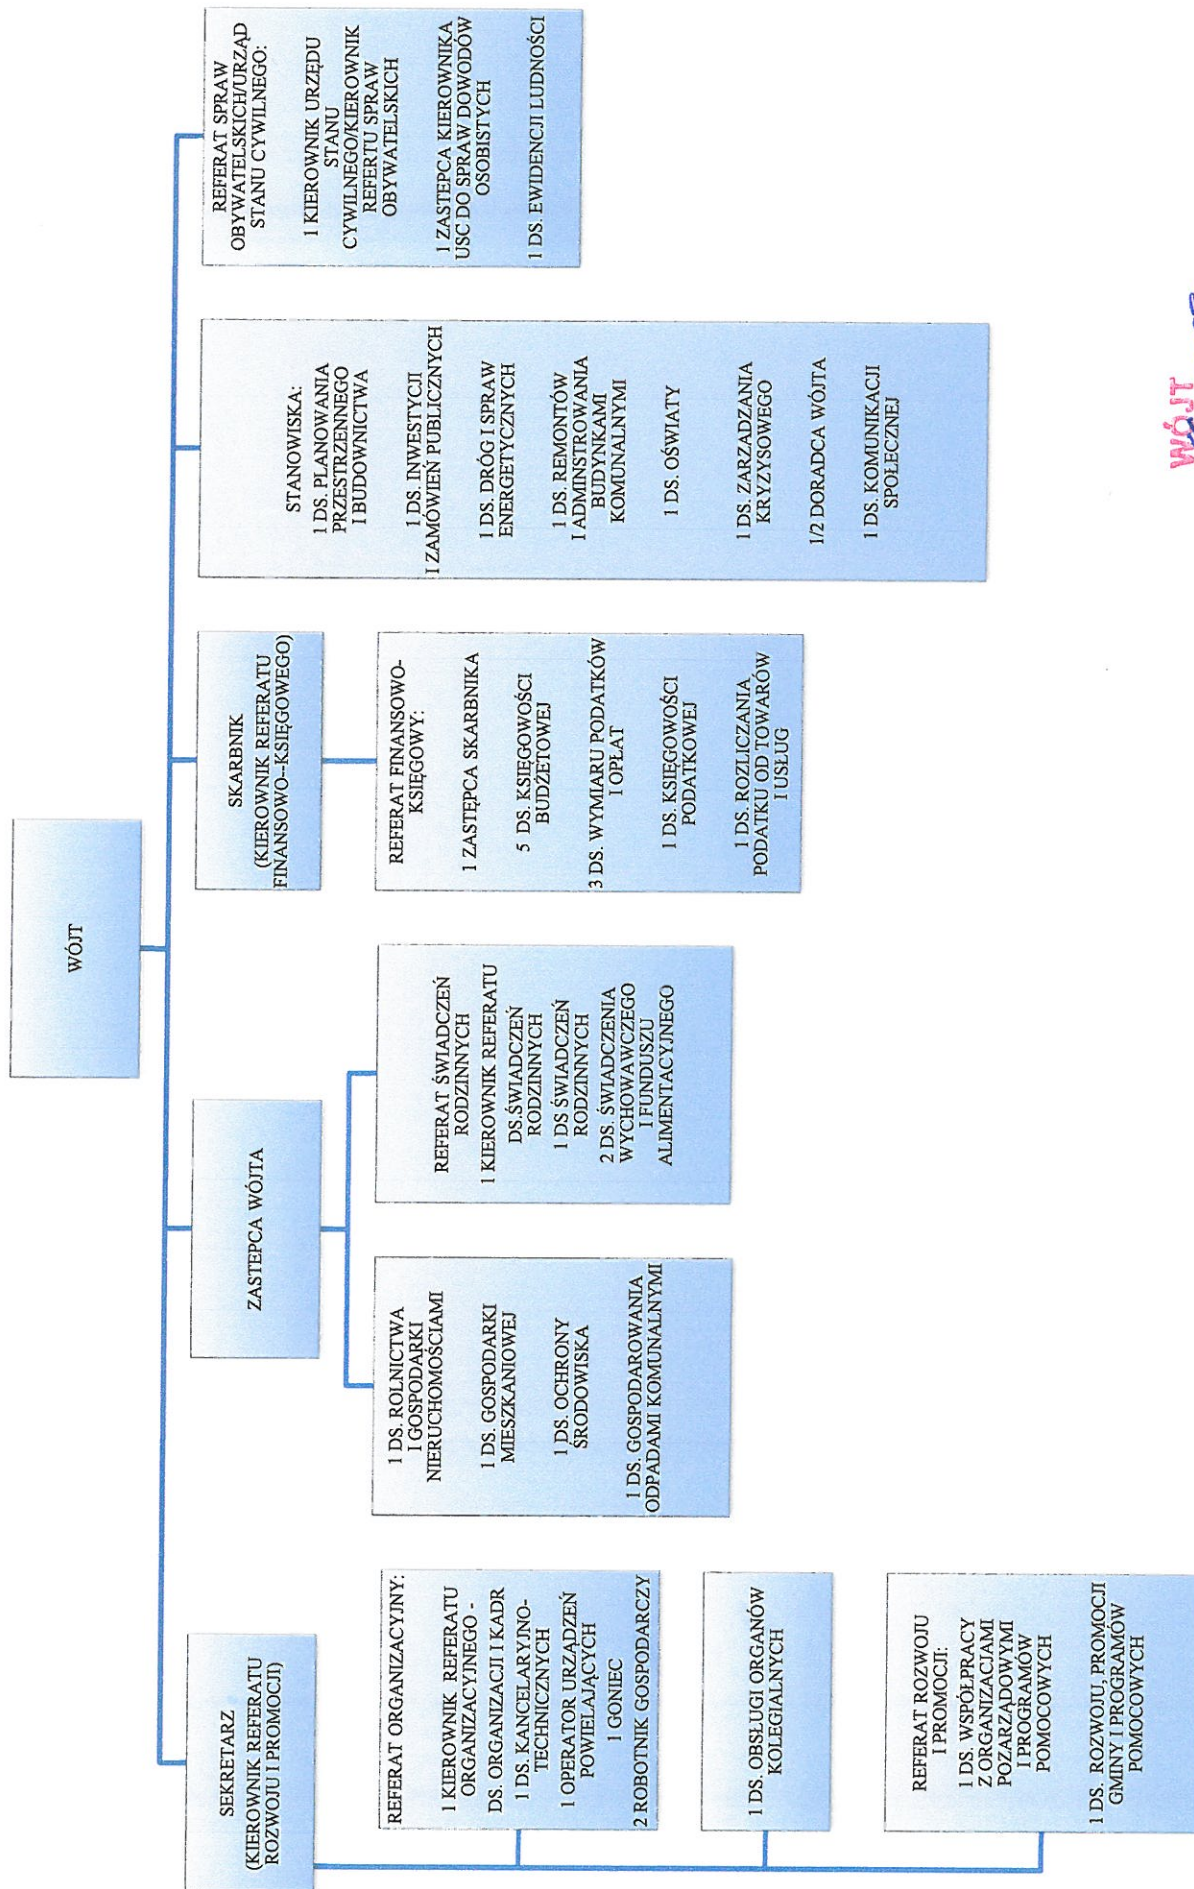 WÓJT
SEKRETARZ
(KIEROWNIK REFERATU
ROZWOJU I PROMOCJI)
REFERAT ORGANIZACYJNY:
1 KIEROWNIK REFERATU
ORGANIZACYJNEGO -
DS. ORGANIZACJI I KADR
1 DS. KANCELARYJNO-
TECHNICZNYCH
1 OPERATOR URZĄDZEŃ
POWIELAJĄCYCH
1 GONIEC
2 ROBOTNIK GOSPODARCZY
1 DS. OBSŁUGI ORGANÓW
KOLEGIALNYCH
REFERAT ROZWOJU
I PROMOCJI:
1 DS. WSPÓŁPRACY
Z ORGANIZACJAMI
POZARZĄDOWYMI
I PROGRAMÓW
POMOCOWYCH
1 DS. ROZWOJU, PROMOCJI
GMINY I PROGRAMÓW
POMOCOWYCH
ZASTEPCA WÓJTA
1 DS. ROLNICTWA
I GOSPODARKI
NIERUCHOMOŚCIAMI
1 DS. GOSPODARKI
MIESZKANIOWEJ
1 DS. OCHRONY
ŚRODOWISKA
1 DS. GOSPODAROWANIA
ODPADAMI KOMUNALNYMI
REFERAT ŚWIADCZEŃ
RODZINNYCH
1 KIEROWNIK REFERATU
DS.ŚWIADCZEŃ
RODZINNYCH
1 DS ŚWIADCZEŃ
RODZINNYCH
2 DS. ŚWIADCZENIA
WYCHOWAWCZEGO
I FUNDUSZU
ALIMENTACYJNEGO
SKARBNIK
(KIEROWNIK REFERATU
FINANSOWO--KSIĘGOWEGO)
REFERAT FINANSOWO-
KSIĘGOWY:
1 ZASTĘPCA SKARBNIKA
5 DS. KSIĘGOWOŚCI
BUDŻETOWEJ
3 DS. WYMIARU PODATKÓW
I OPŁAT
1 DS. KSIĘGOWOŚCI
PODATKOWEJ
1 DS. ROZLICZANIA
PODATKU OD TOWARÓW
I USŁUG
STANOWISKA:
1 DS. PLANOWANIA
PRZESTRZENNEGO
I BUDOWNICTWA
1 DS. INWESTYCJI
I ZAMÓWIEŃ PUBLICZNYCH
1 DS. DRÓG I SPRAW
ENERGETYCZNYCH
1 DS. REMONTÓW
I ADMINSTROWANIA
BUDYNKAMI
KOMUNALNYMI
1 DS. OŚWIATY
1 DS. ZARZADZANIA
KRYZYSOWEGO
1/2 DORADCA WÓJTA
1 DS. KOMUNIKACJI
SPOŁECZNEJ
REFERAT SPRAW
OBYWATELSKICH/URZĄD
STANU CYWILNEGO:
1 KIEROWNIK URZĘDU
STANU
CYWILNEGO/KIEROWNIK
REFERTU SPRAW
OBYWATELSKICH
1 ZASTEPCA KIEROWNIKA
USC DO SPRAW DOWODÓW
OSOBISTYCH
1 DS. EWIDENCJI LUDNOŚCI
WÓJT